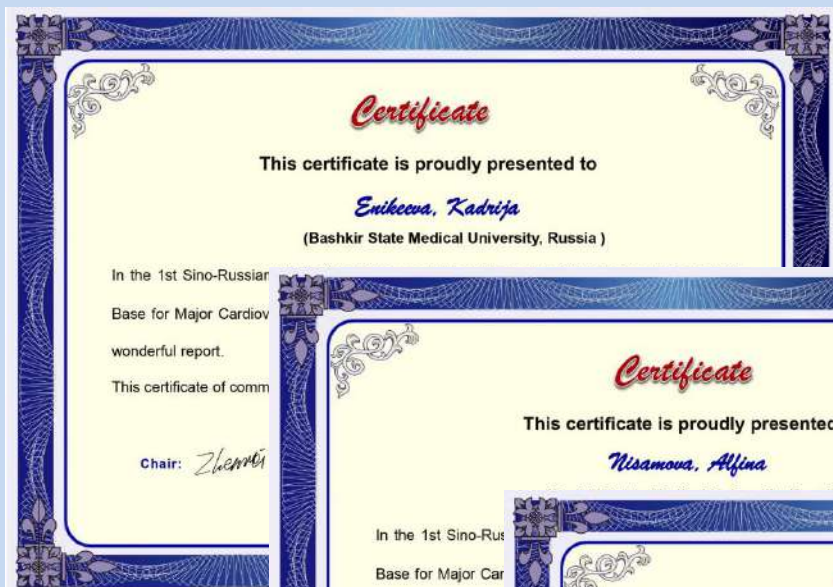 Certificate
This certificate is proudly presented to
Enikeeva, Kadrija
(Bashkir State Medical University, Russia )
In the 1st Sino-Russian
Base for Major Cardiov
wonderful report.
This certificate of comm
Chair:
Certificate
This certificate is proudly presented
Nisamova, Alfina
In the 1st Sino-Rus
Base for Major Car